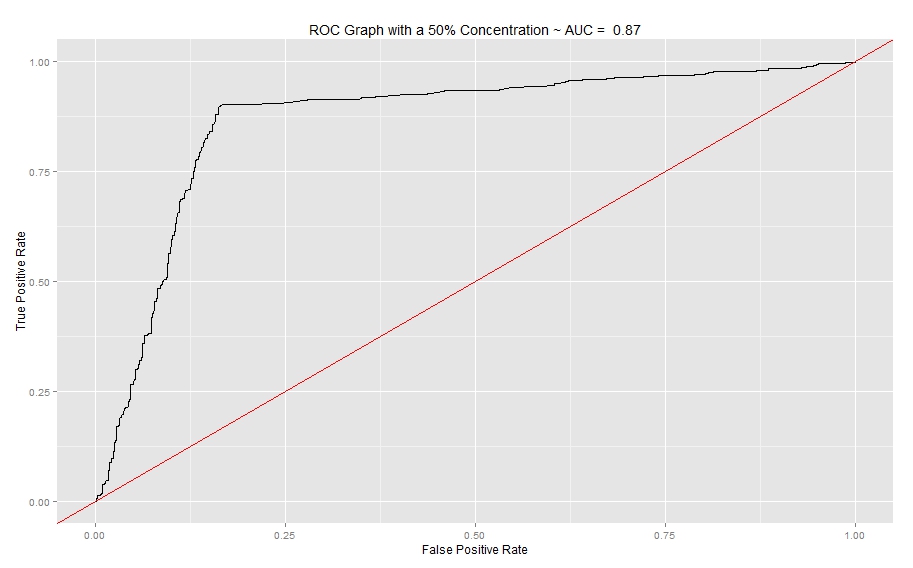 ROC Graph with a 50% Concentration ~ AUC =  0.87
1.00
0.75
0.50
0.25
0.00
True Positive Rate
0.00 0.25 0.50 0.75 1.00
False Positive Rate